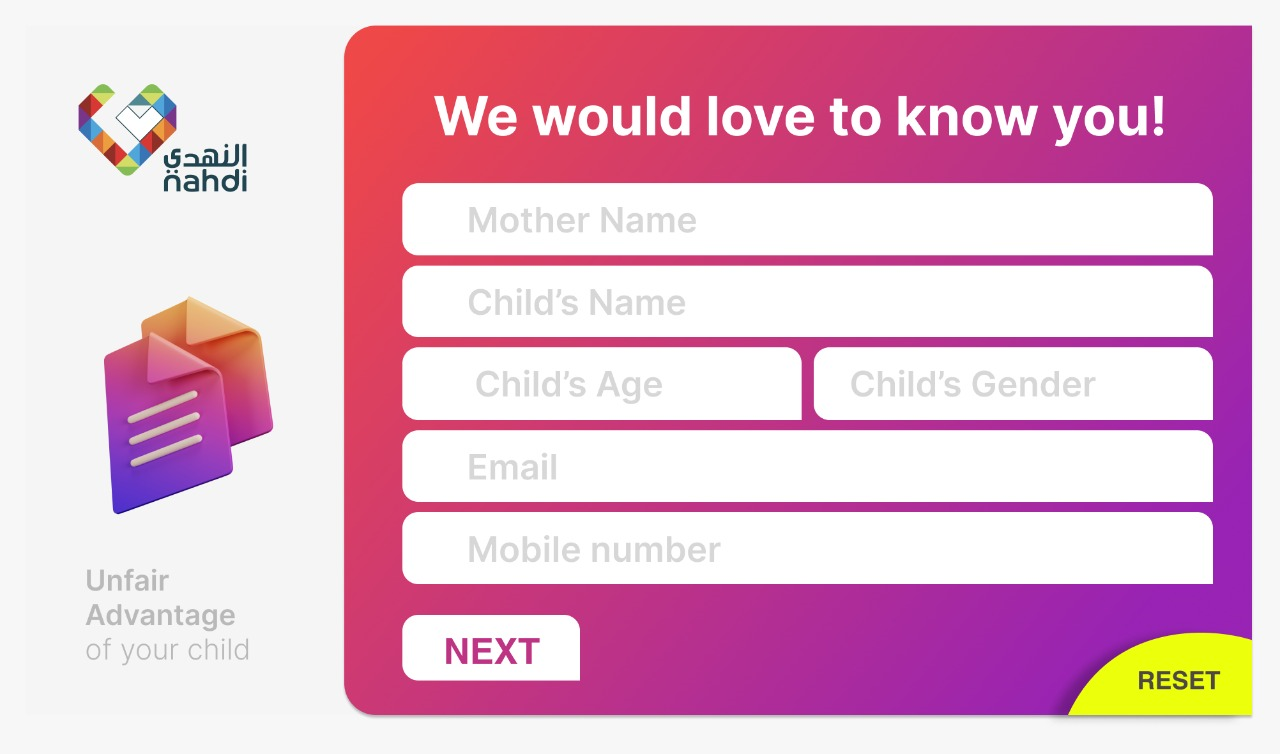 النهدي
nahdi
We would love to know you!
Mother Name
Child’s Name
Child’s Age
Child’s Gender
Email
Mobile number
NEXT
RESET
Unfair
Advantage
of your child